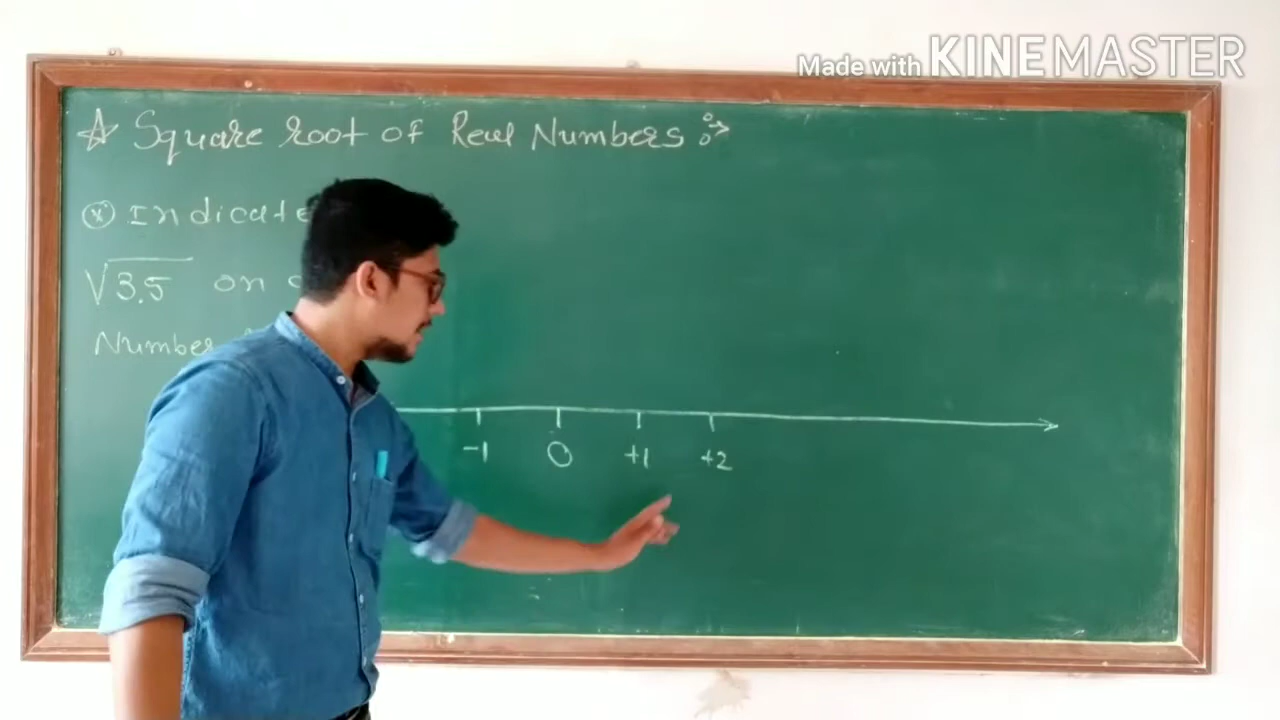 Made with KINEMASTER
☆ Square root of Real Numbers :→
* Indicate
√3.5 on
Number
-1 0 +1 +2